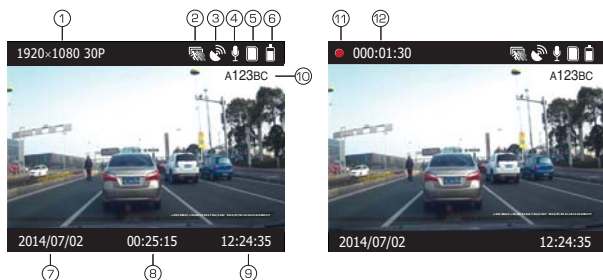 ① ② ③ ④ ⑤ ⑥
1920×1080 30P
A123BC ⑩
2014/07/02 00:25:15 12:24:35
⑦ ⑧ ⑨
⑪ ⑫
000:01:30
A123BC
2014/07/02 12:24:35